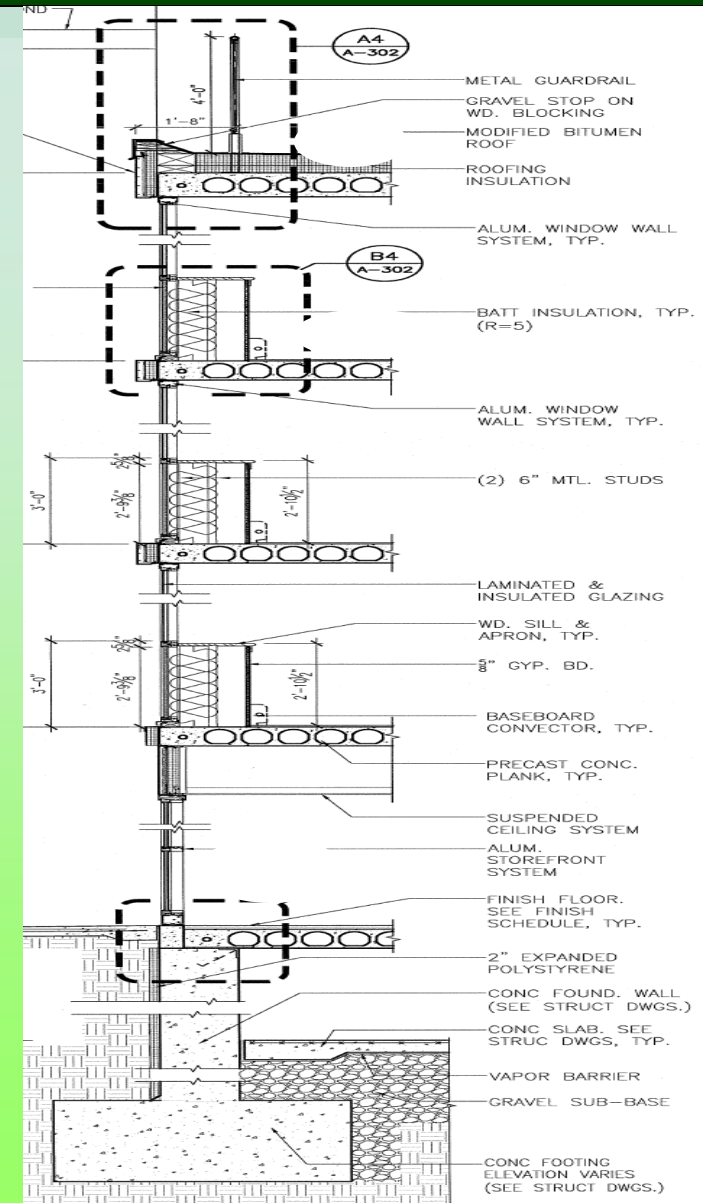 OND
A4
A-302
4'-0"
1'-8"
METAL GUARDRAIL
GRAVEL STOP ON
WD. BLOCKING
MODIFIED BITUMEN
ROOF
ROOFING
INSULATION
ALUM. WINDOW WALL
SYSTEM, TYP.
B4
A-302
BATT INSULATION, TYP.
(R=5)
ALUM. WINDOW
WALL SYSTEM, TYP.
3'-0"
2'-9⅜"
2⅝"
2'-10½"
(2) 6" MTL. STUDS
LAMINATED &
INSULATED GLAZING
WD. SILL &
APRON, TYP.
3'-0"
2'-9⅜"
2⅝"
2'-10½"
⅝" GYP. BD.
BASEBOARD
CONVECTOR, TYP.
PRECAST CONC.
PLANK, TYP.
SUSPENDED
CEILING SYSTEM
ALUM.
STOREFRONT
SYSTEM
FINISH FLOOR.
SEE FINISH
SCHEDULE, TYP.
2" EXPANDED
POLYSTYRENE
CONC FOUND. WALL
(SEE STRUCT DWGS.)
CONC SLAB. SEE
STRUC DWGS, TYP.
VAPOR BARRIER
GRAVEL SUB-BASE
CONC FOOTING
ELEVATION VARIES
(SEE STRUCT DWGS.)